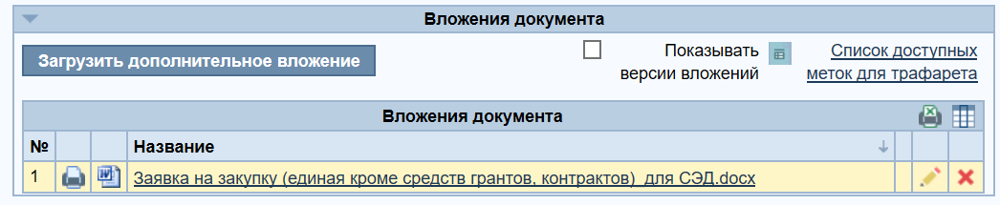 Вложения документа
Загрузить дополнительное вложение
Показывать
версии вложений
Список доступных
меток для трафарета
Вложения документа
№ Название
1 Заявка на закупку (единая кроме средств грантов, контрактов)_для СЭД.docx